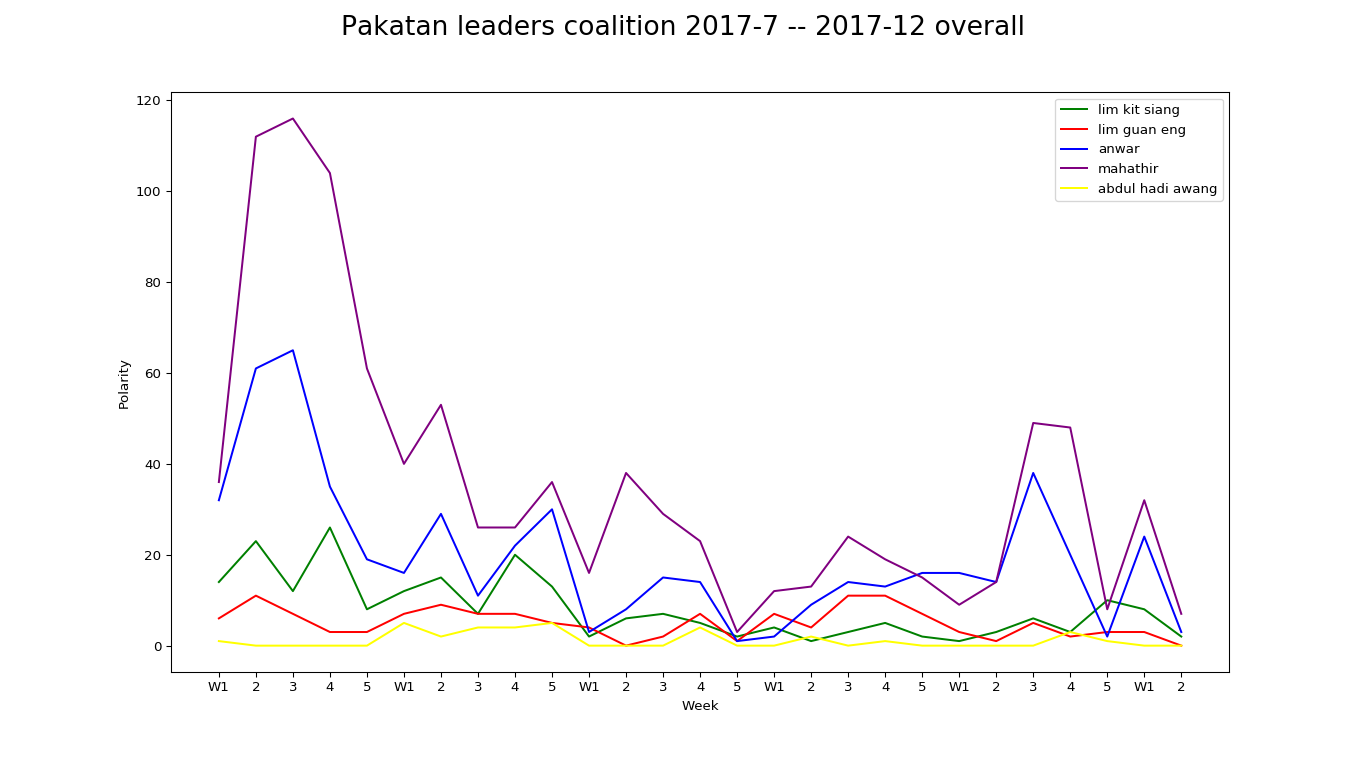 Pakatan leaders coalition 2017-7 -- 2017-12 overall
lim kit siang
lim guan eng
anwar
mahathir
abdul hadi awang
120
100
80
60
40
20
0
Polarity
W1 2 3 4 5 W1 2 3 4 5 W1 2 3 4 5 W1 2 3 4 5 W1 2 3 4 5 W1 2
Week